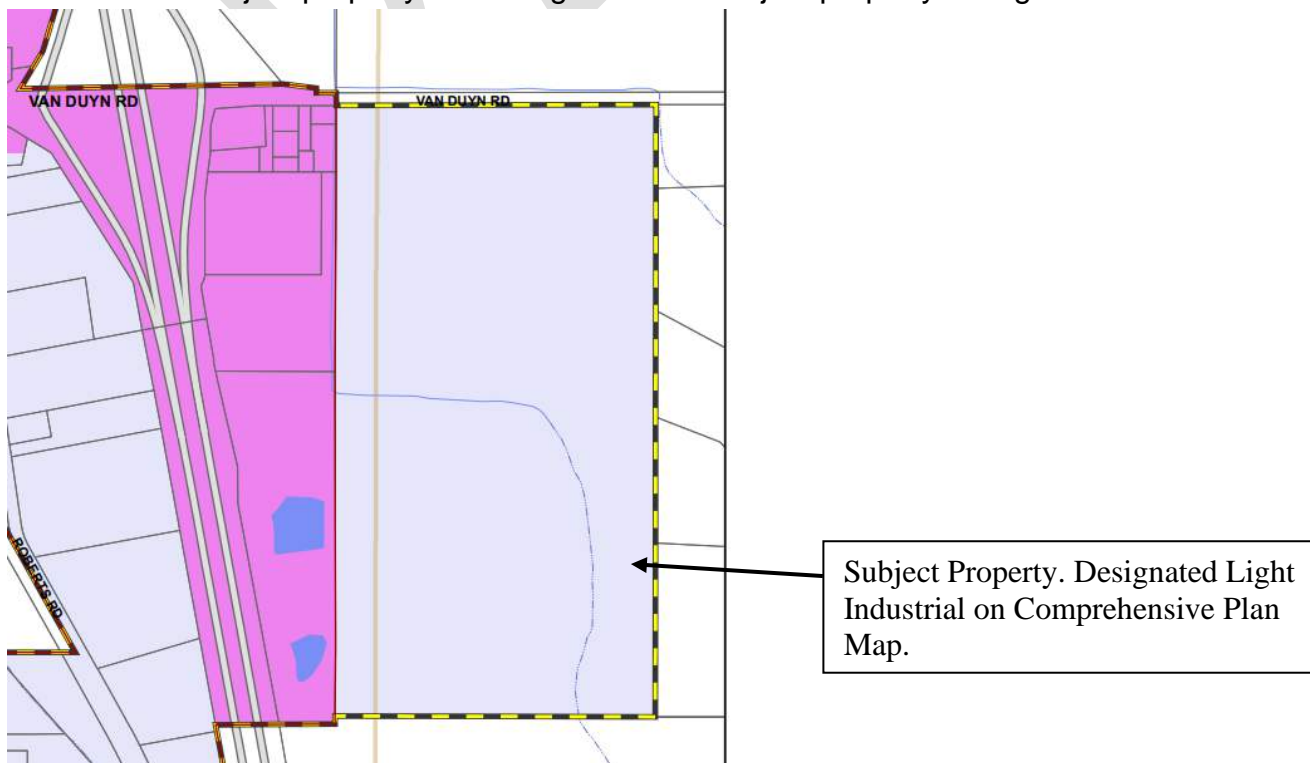 VAN DUYN RD
VAN DUYN RD
ROBERTS RD
Subject Property. Designated Light
Industrial on Comprehensive Plan
Map.